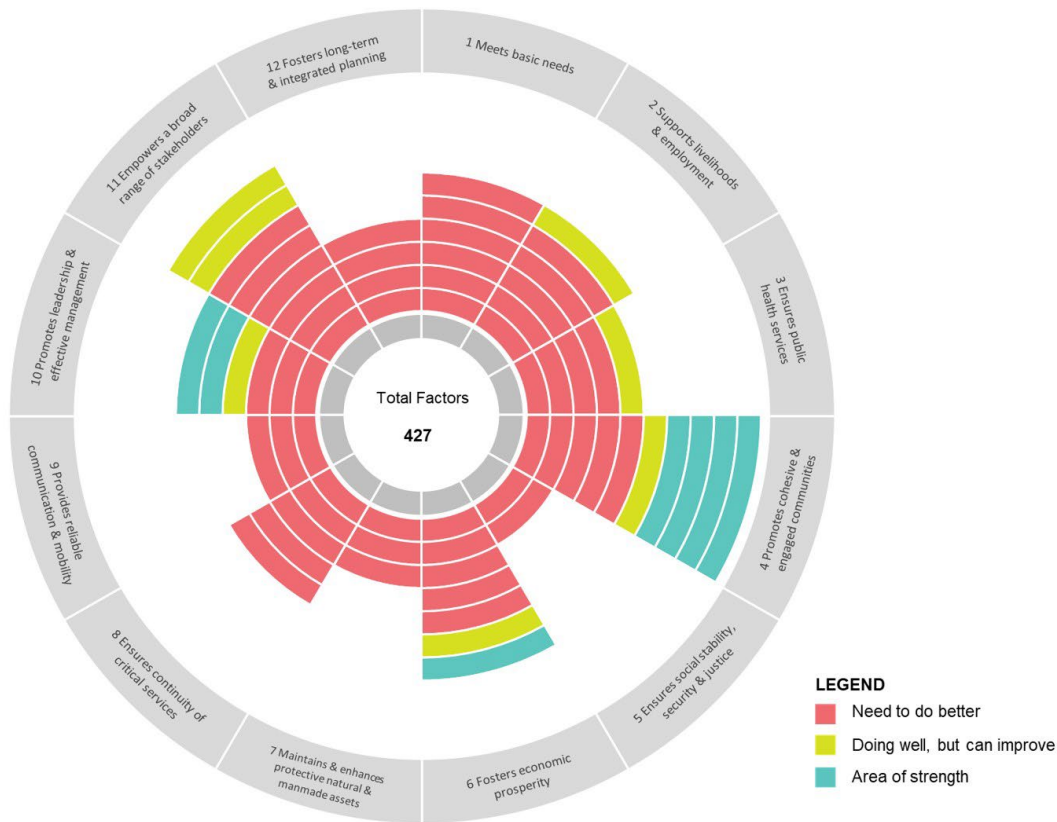 1 Meets basic needs
2 Supports livelihoods
& employment
3 Ensures public
health services
4 Promotes cohesive &
engaged communities
5 Ensures social stability,
security & justice
6 Fosters economic
prosperity
7 Maintains & enhances
protective natural &
manmade assets
8 Ensures continuity of
critical services
9 Provides reliable
communication & mobility
10 Promotes leadership &
effective management
11 Empowers a broad
range of stakeholders
12 Fosters long-term
& integrated planning
Total Factors
427
LEGEND
Need to do better
Doing well, but can improve
Area of strength